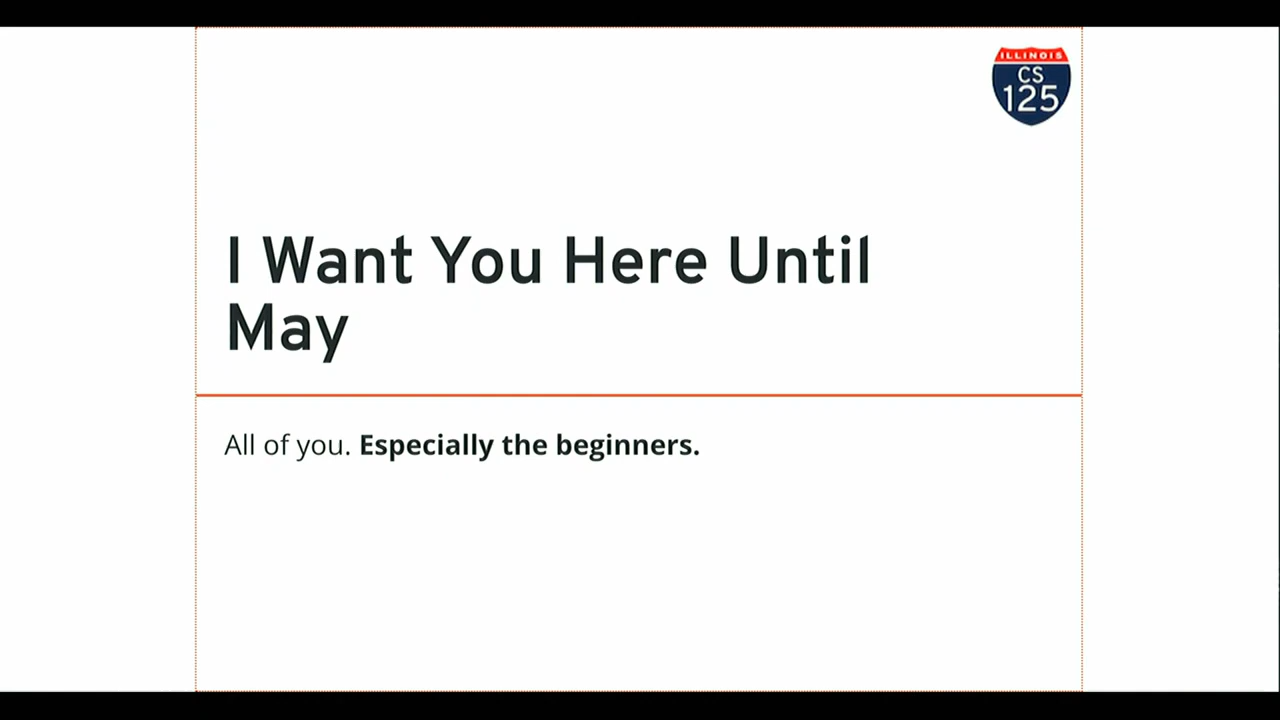 ILLINOIS
CS
125
I Want You Here Until
May
All of you. Especially the beginners.